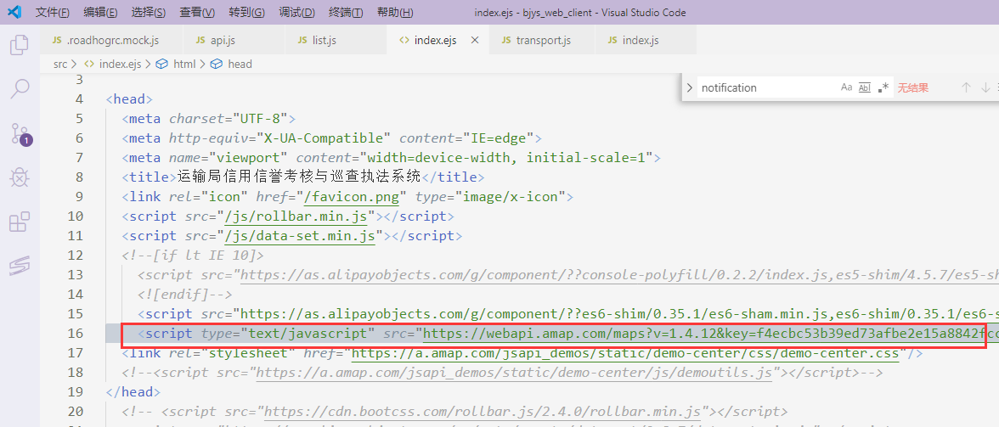 文件(F) 编辑(E) 选择(S) 查看(V) 转到(G) 调试(D) 终端(T) 帮助(H) index.ejs - bjys_web_client - Visual Studio Code
JS .roadhogrc.mock.js JS api.js JS list.js <> index.ejs × JS transport.js JS index.js
src > <> index.ejs > html > head
> notification Aa Abl .* 无结果
3
4 <head>
5 <meta charset="UTF-8">
6 <meta http-equiv="X-UA-Compatible" content="IE=edge">
7 <meta name="viewport" content="width=device-width, initial-scale=1">
8 <title>运输局信用信誉考核与巡查执法系统</title>
9 <link rel="icon" href="/favicon.png" type="image/x-icon">
10 <script src="/js/rollbar.min.js"></script>
11 <script src="/js/data-set.min.js"></script>
12 <!--[if lt IE 10]>
13 <script src="https://as.alipayobjects.com/g/component/??console-polyfill/0.2.2/index.js,es5-shim/4.5.7/es5-sh
14 <![endif]-->
15 <script src="https://as.alipayobjects.com/g/component/??es6-shim/0.35.1/es6-sham.min.js,es6-shim/0.35.1/es6-s
16 <script type="text/javascript" src="https://webapi.amap.com/maps?v=1.4.12&key=f4ecbc53b39ed73afbe2e15a8842fcc
17 <link rel="stylesheet" href="https://a.amap.com/jsapi_demos/static/demo-center/css/demo-center.css"/>
18 <!--<script src="https://a.amap.com/jsapi_demos/static/demo-center/js/demoutils.js"></script>-->
19 </head>
20 <!-- <script src="https://cdn.bootcss.com/rollbar.js/2.4.0/rollbar.min.js"></script>
1